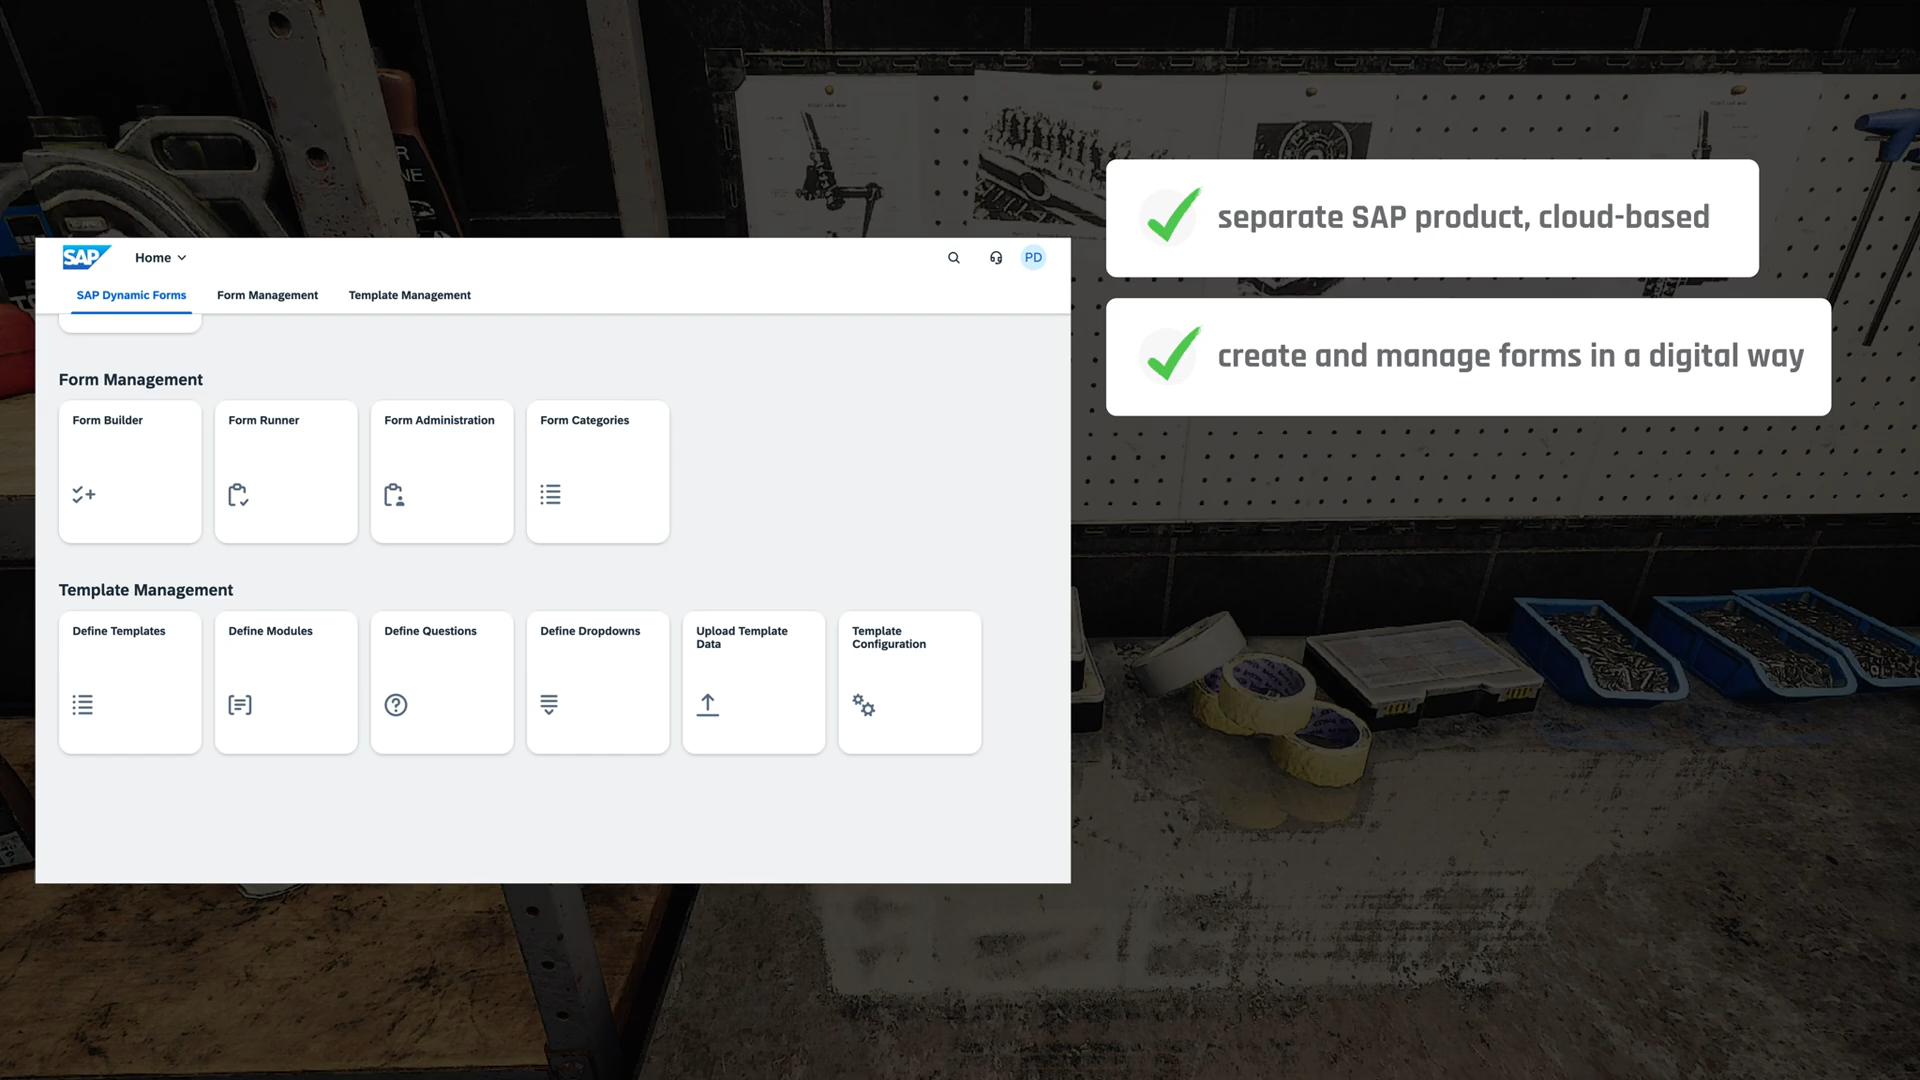 SAP
Home
PD
SAP Dynamic Forms
Form Management
Template Management
Form Management
Form Builder
Form Runner
Form Administration
Form Categories
Template Management
Define Templates
Define Modules
Define Questions
Define Dropdowns
Upload Template
Data
Template
Configuration
separate SAP product, cloud-based
create and manage forms in a digital way